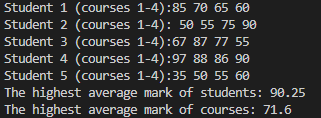 Student 1 (courses 1-4):85 70 65 60
Student 2 (courses 1-4): 50 55 75 90
Student 3 (courses 1-4):67 87 77 55
Student 4 (courses 1-4):97 88 86 90
Student 5 (courses 1-4):35 50 55 60
The highest average mark of students: 90.25
The highest average mark of courses: 71.6